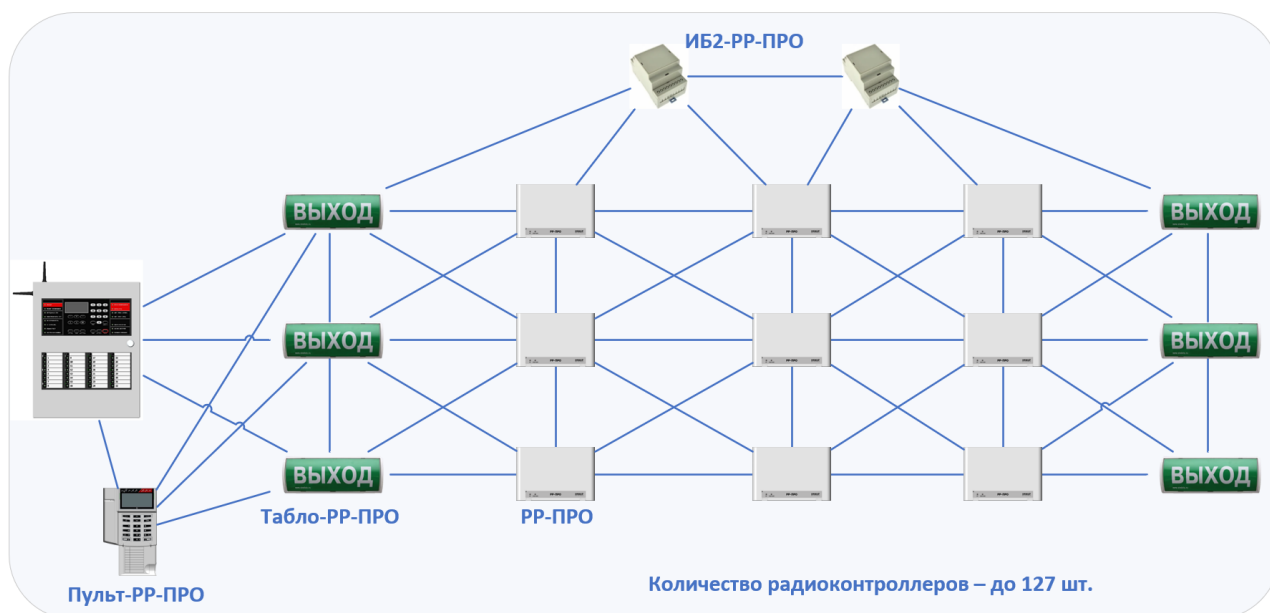 ИБ2-РР-ПРО
ВЫХОД
ВЫХОД
ВЫХОД
ВЫХОД
ВЫХОД
ВЫХОД
Табло-РР-ПРО
РР-ПРО
Пульт-РР-ПРО
Количество радиоконтроллеров – до 127 шт.